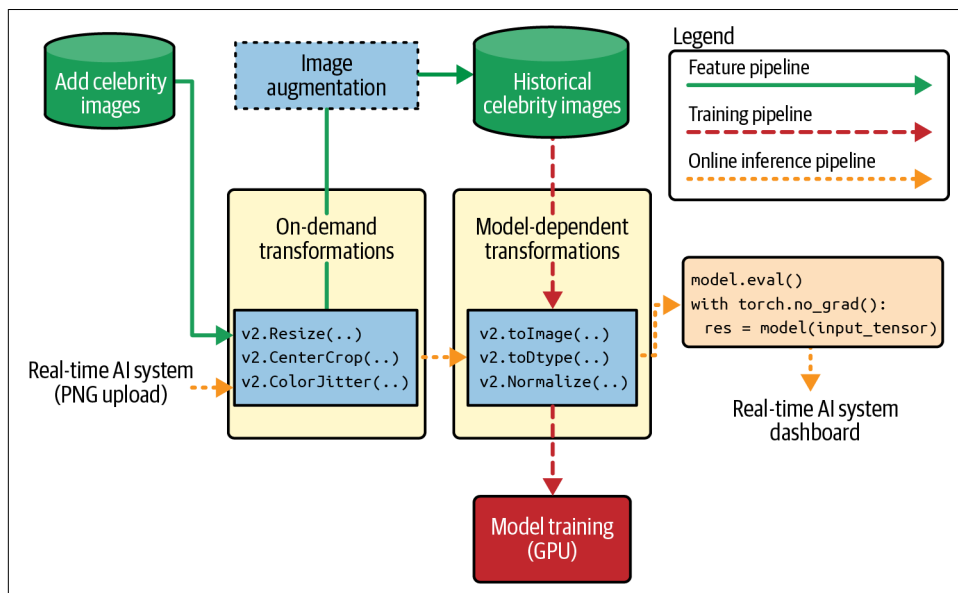 Add celebrity
images
Image
augmentation
Historical
celebrity images
Legend
Feature pipeline
Training pipeline
Online inference pipeline
On-demand
transformations
Model-dependent
transformations
v2.Resize(..)
v2.CenterCrop(..)
v2.ColorJitter(..)
v2.toImage(..)
v2.toDtype(..)
v2.Normalize(..)
model.eval()
with torch.no_grad():
  res = model(input_tensor)
Real-time AI system
(PNG upload)
Real-time AI system
dashboard
Model training
(GPU)